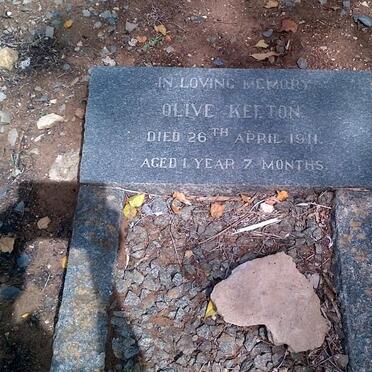 IN LOVING MEMORY
OLIVE KEETON
DIED 26TH APRIL 1911.
AGED 1 YEAR 7 MONTHS.